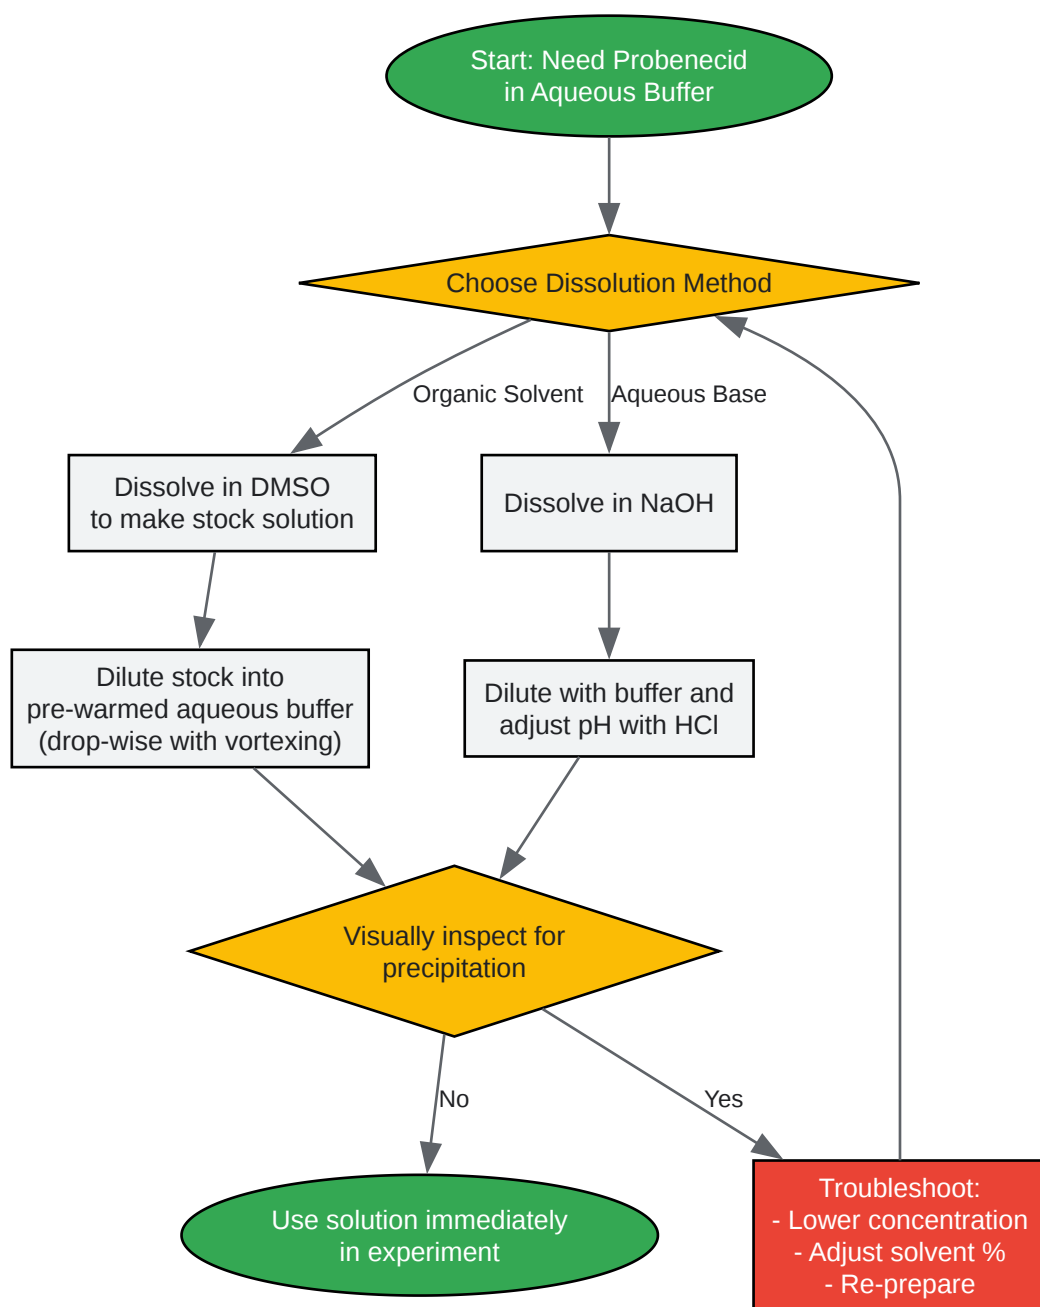 Start: Need Probenecid
in Aqueous Buffer
Choose Dissolution Method
Organic Solvent
Aqueous Base
Dissolve in DMSO
to make stock solution
Dissolve in NaOH
Dilute stock into
pre-warmed aqueous buffer
(drop-wise with vortexing)
Dilute with buffer and
adjust pH with HCl
Visually inspect for
precipitation
No
Yes
Use solution immediately
in experiment
Troubleshoot:
- Lower concentration
- Adjust solvent %
- Re-prepare